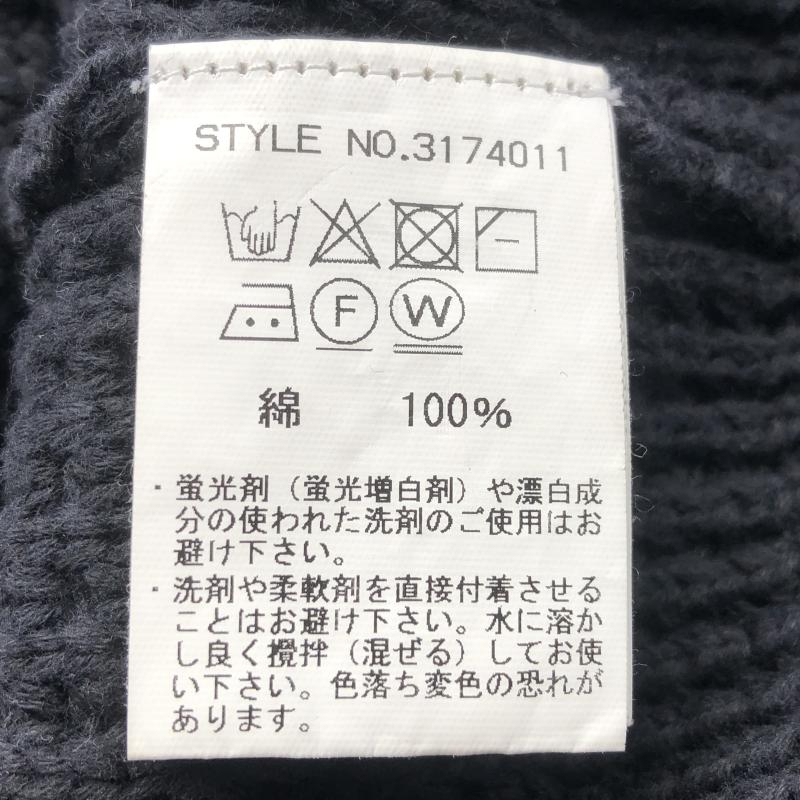 STYLE NO.3174011
F W
綿 100%
・蛍光剤（蛍光増白剤）や漂白成
分の使われた洗剤のご使用はお
避け下さい。
・洗剤や柔軟剤を直接付着させる
ことはお避け下さい。水に溶か
し良く攪拌（混ぜる）してお使
い下さい。色落ち変色の恐れが
あります。